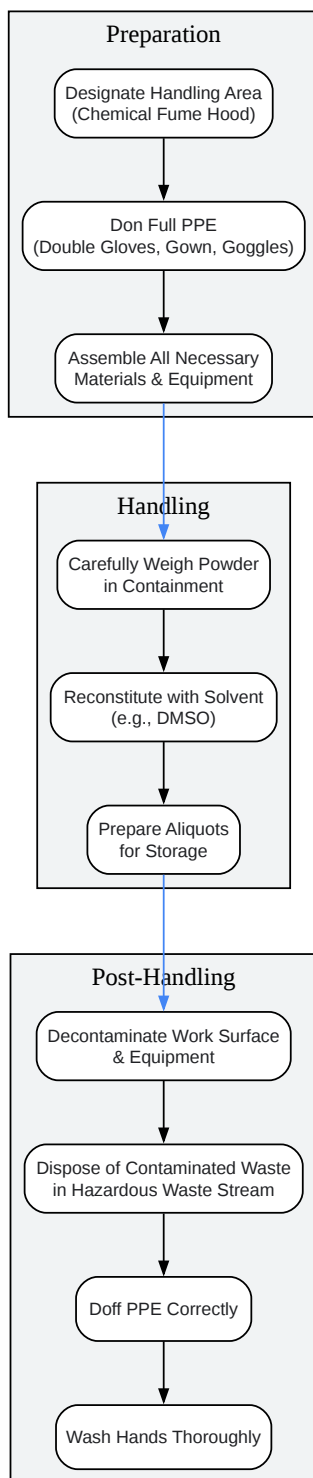 Preparation
Designate Handling Area
(Chemical Fume Hood)
Don Full PPE
(Double Gloves, Gown, Goggles)
Assemble All Necessary
Materials & Equipment
Handling
Carefully Weigh Powder
in Containment
Reconstitute with Solvent
(e.g., DMSO)
Prepare Aliquots
for Storage
Post-Handling
Decontaminate Work Surface
& Equipment
Dispose of Contaminated Waste
in Hazardous Waste Stream
Doff PPE Correctly
Wash Hands Thoroughly